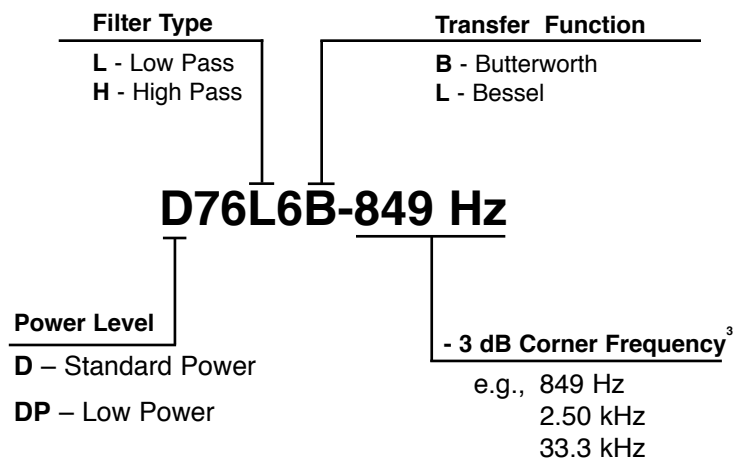 Filter Type
L - Low Pass
H - High Pass
Transfer Function
B - Butterworth
L - Bessel
D76L6B-849 Hz
Power Level
D – Standard Power
DP – Low Power
- 3 dB Corner Frequency³
e.g., 849 Hz
2.50 kHz
33.3 kHz